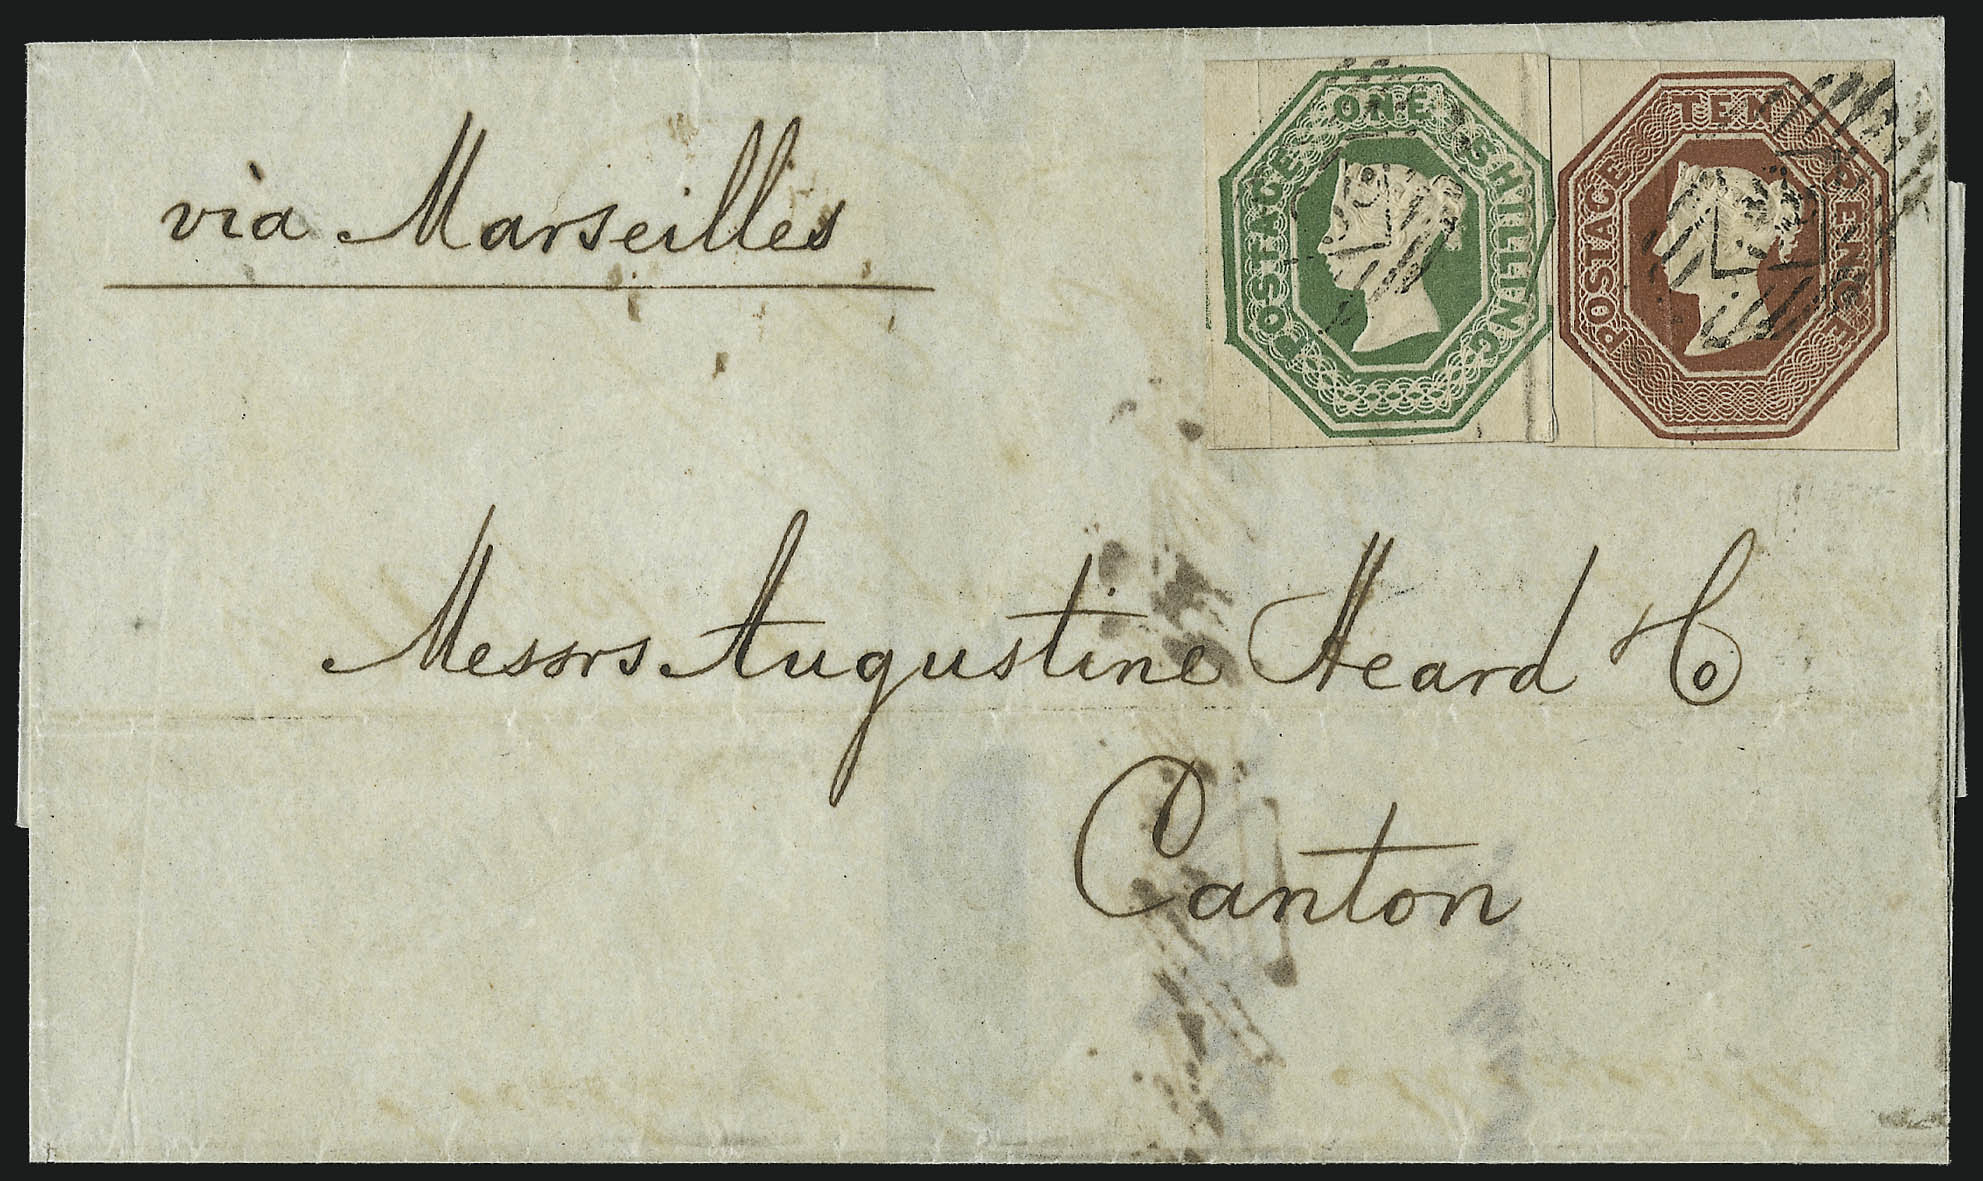 via Marseilles
POSTAGE ONE SHILLING
POSTAGE TEN PENCE
Messrs Augustine Heard & Co
Canton